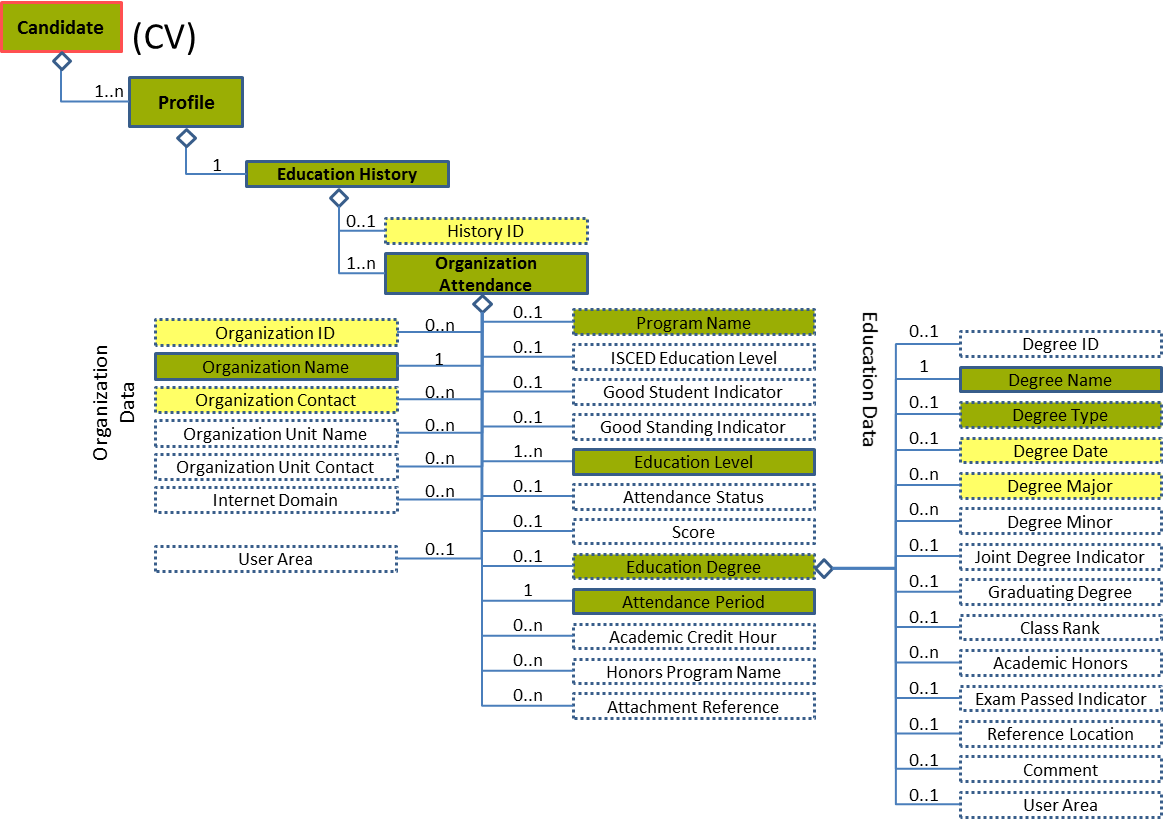 Candidate
(CV)
1..n
Profile
1
Education History
0..1
History ID
1..n
Organization
Attendance
Organization
Data
0..n
Organization ID
1
Organization Name
0..n
Organization Contact
0..n
Organization Unit Name
0..n
Organization Unit Contact
0..n
Internet Domain
0..1
User Area
0..1
Program Name
0..1
ISCED Education Level
0..1
Good Student Indicator
0..1
Good Standing Indicator
1..n
Education Level
0..1
Attendance Status
0..1
Score
0..1
Education Degree
1
Attendance Period
0..n
Academic Credit Hour
0..n
Honors Program Name
0..n
Attachment Reference
Education Data
0..1
Degree ID
1
Degree Name
0..1
Degree Type
0..1
Degree Date
0..n
Degree Major
0..n
Degree Minor
0..1
Joint Degree Indicator
0..1
Graduating Degree
0..1
Class Rank
0..n
Academic Honors
0..1
Exam Passed Indicator
0..1
Reference Location
0..1
Comment
0..1
User Area